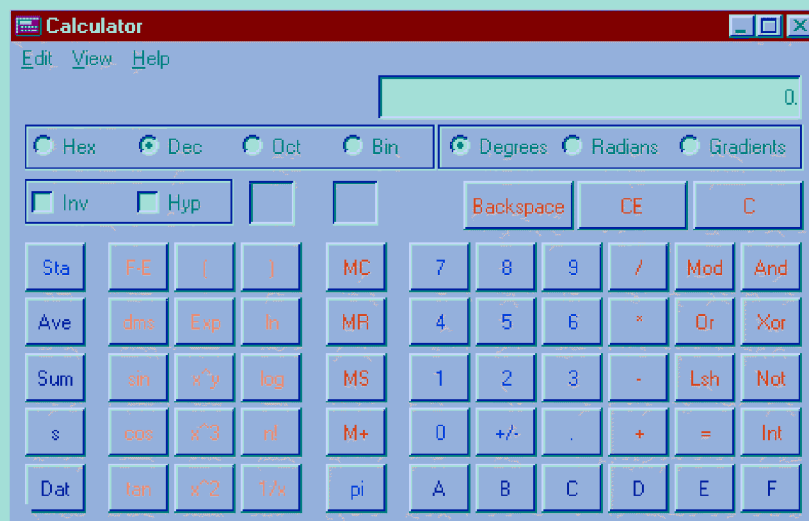 Calculator
Edit View Help
0.
Hex Dec Oct Bin Degrees Radians Gradients
Inv Hyp Backspace CE C
Sta F-E ( ) MC 7 8 9 / Mod And
Ave dms Exp ln MR 4 5 6 * Or Xor
Sum sin x^y log MS 1 2 3 - Lsh Not
s cos x^3 n! M+ 0 +/- . + = Int
Dat tan x^2 1/x pi A B C D E F